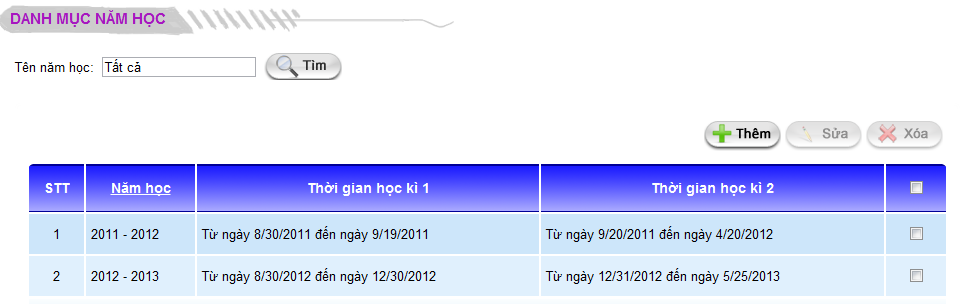 DANH MỤC NĂM HỌC
Tên năm học: Tất cả Tìm
Thêm Sửa Xóa
STT Năm học Thời gian học kì 1 Thời gian học kì 2
1 2011 - 2012 Từ ngày 8/30/2011 đến ngày 9/19/2011 Từ ngày 9/20/2011 đến ngày 4/20/2012
2 2012 - 2013 Từ ngày 8/30/2012 đến ngày 12/30/2012 Từ ngày 12/31/2012 đến ngày 5/25/2013